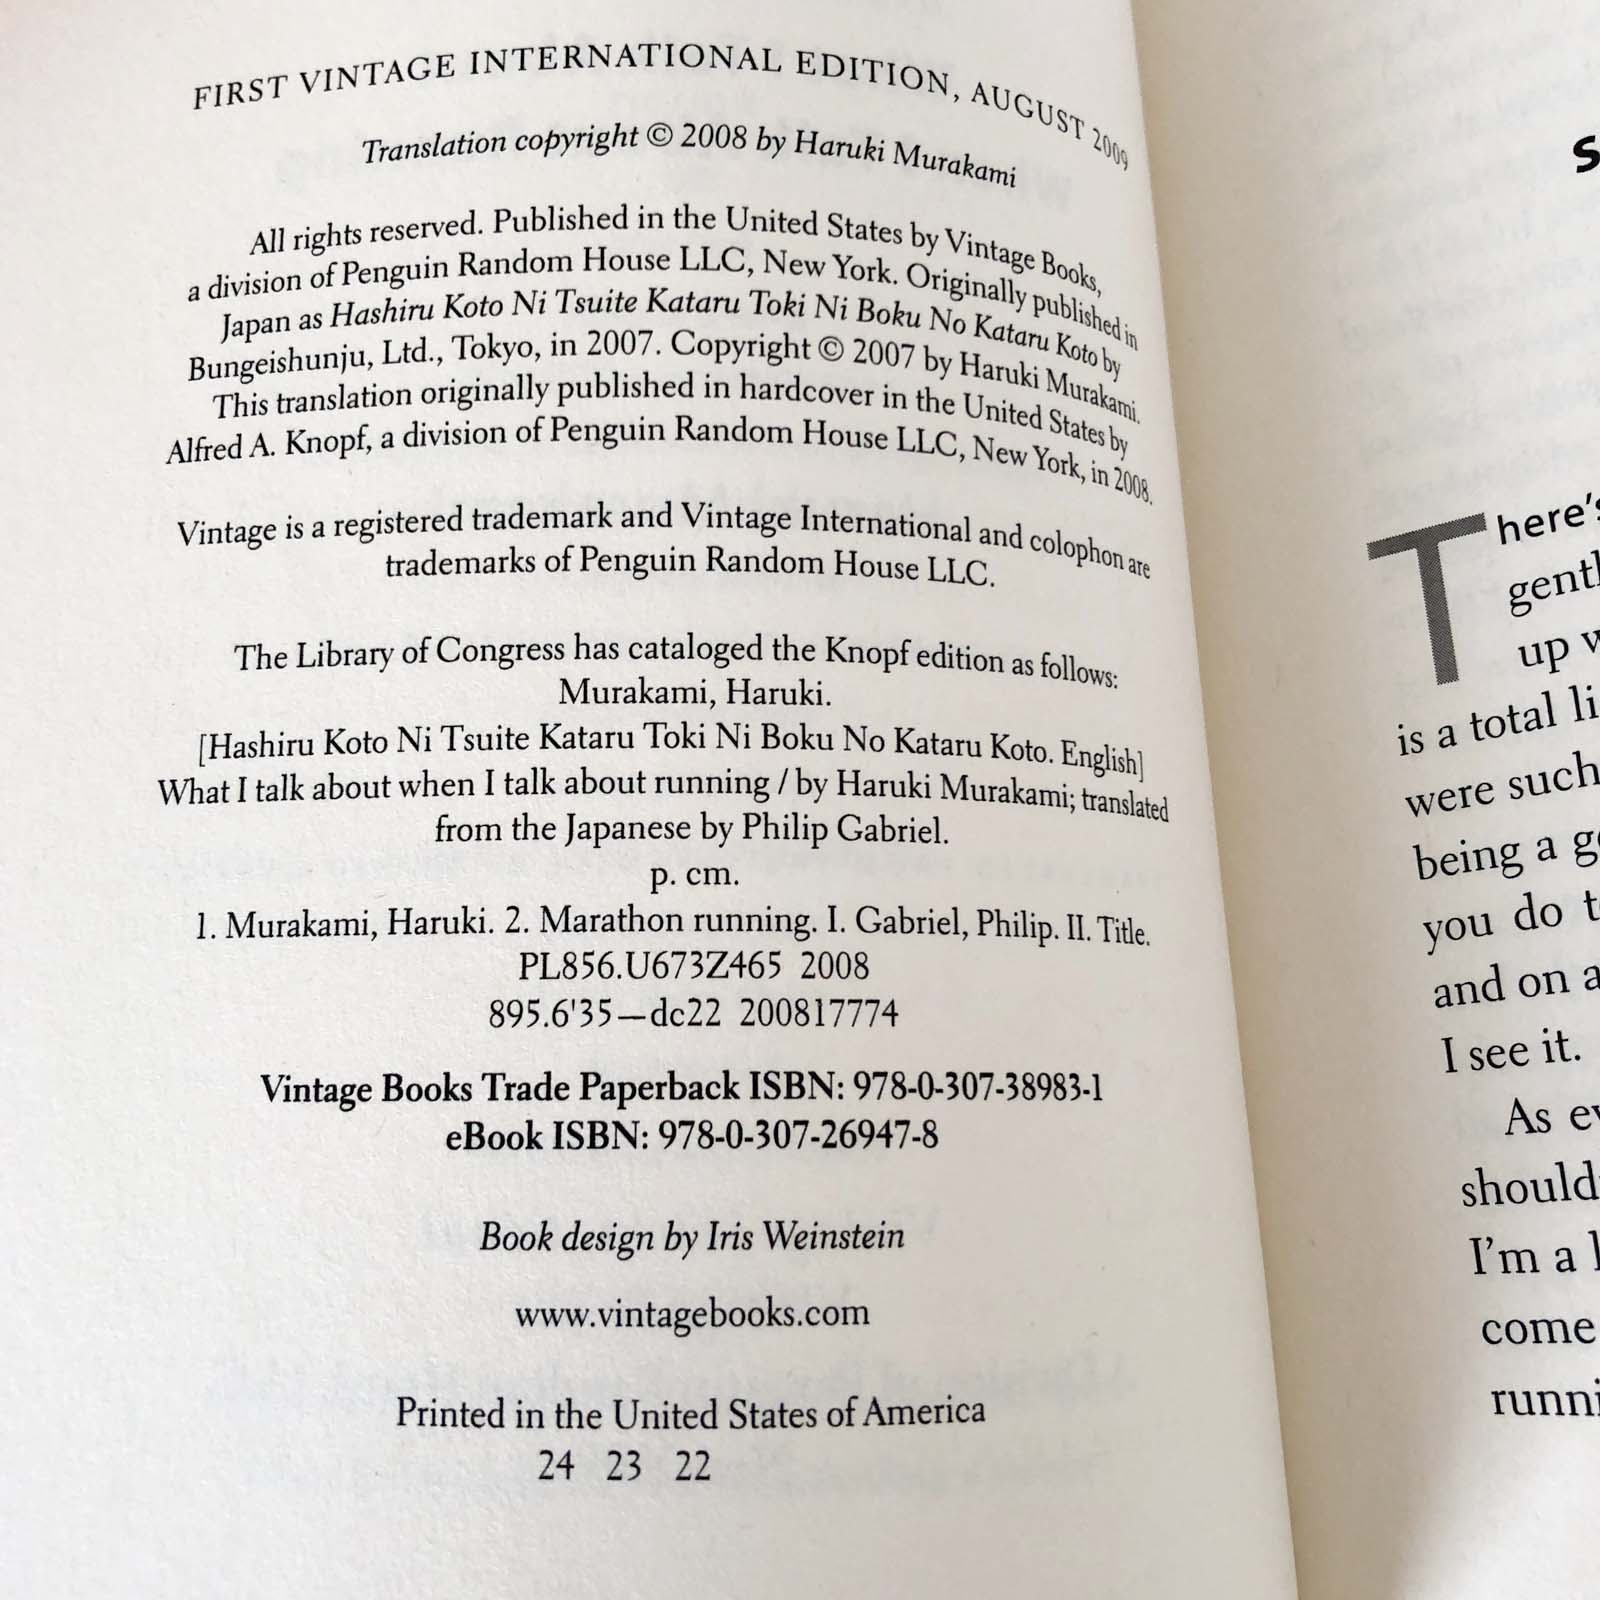 FIRST VINTAGE INTERNATIONAL EDITION, AUGUST 2009
Translation copyright © 2008 by Haruki Murakami
All rights reserved. Published in the United States by Vintage Books,
a division of Penguin Random House LLC, New York. Originally published in
Japan as Hashiru Koto Ni Tsuite Kataru Toki Ni Boku No Kataru Koto by
Bungeishunju, Ltd., Tokyo, in 2007. Copyright © 2007 by Haruki Murakami.
This translation originally published in hardcover in the United States by
Alfred A. Knopf, a division of Penguin Random House LLC, New York, in 2008.
Vintage is a registered trademark and Vintage International and colophon are
trademarks of Penguin Random House LLC.
The Library of Congress has cataloged the Knopf edition as follows:
Murakami, Haruki.
[Hashiru Koto Ni Tsuite Kataru Toki Ni Boku No Kataru Koto. English]
What I talk about when I talk about running / by Haruki Murakami; translated
from the Japanese by Philip Gabriel.
p. cm.
1. Murakami, Haruki. 2. Marathon running. I. Gabriel, Philip. II. Title.
PL856.U673Z465 2008
895.6'35—dc22 200817774
Vintage Books Trade Paperback ISBN: 978-0-307-38983-1
eBook ISBN: 978-0-307-26947-8
Book design by Iris Weinstein
www.vintagebooks.com
Printed in the United States of America
24 23 22
There's
up
is a total
were such
being a
you do
and on
I see it.
As
I'm a
come